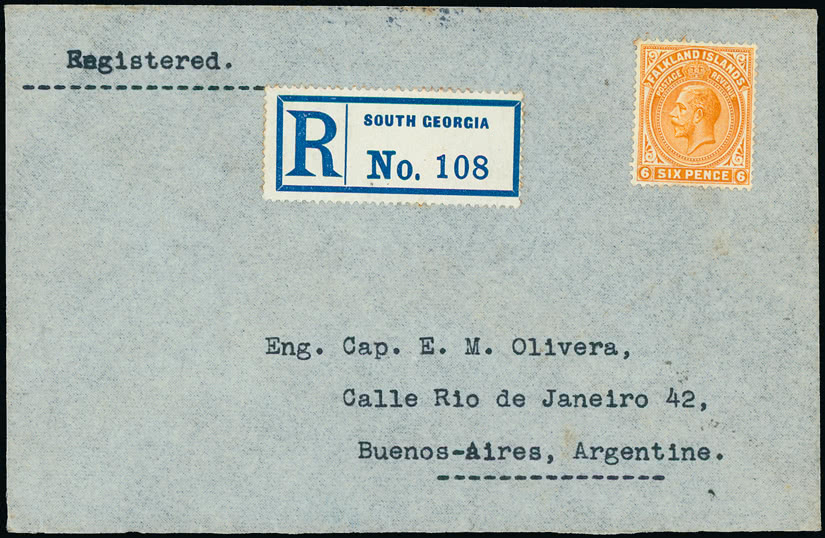 Registered.
R
SOUTH GEORGIA
No. 108
FALKLAND ISLANDS
POSTAGE REVENUE
6 SIX PENCE 6
Eng. Cap. E. M. Olivera,
Calle Rio de Janeiro 42,
Buenos-Aires, Argentine.